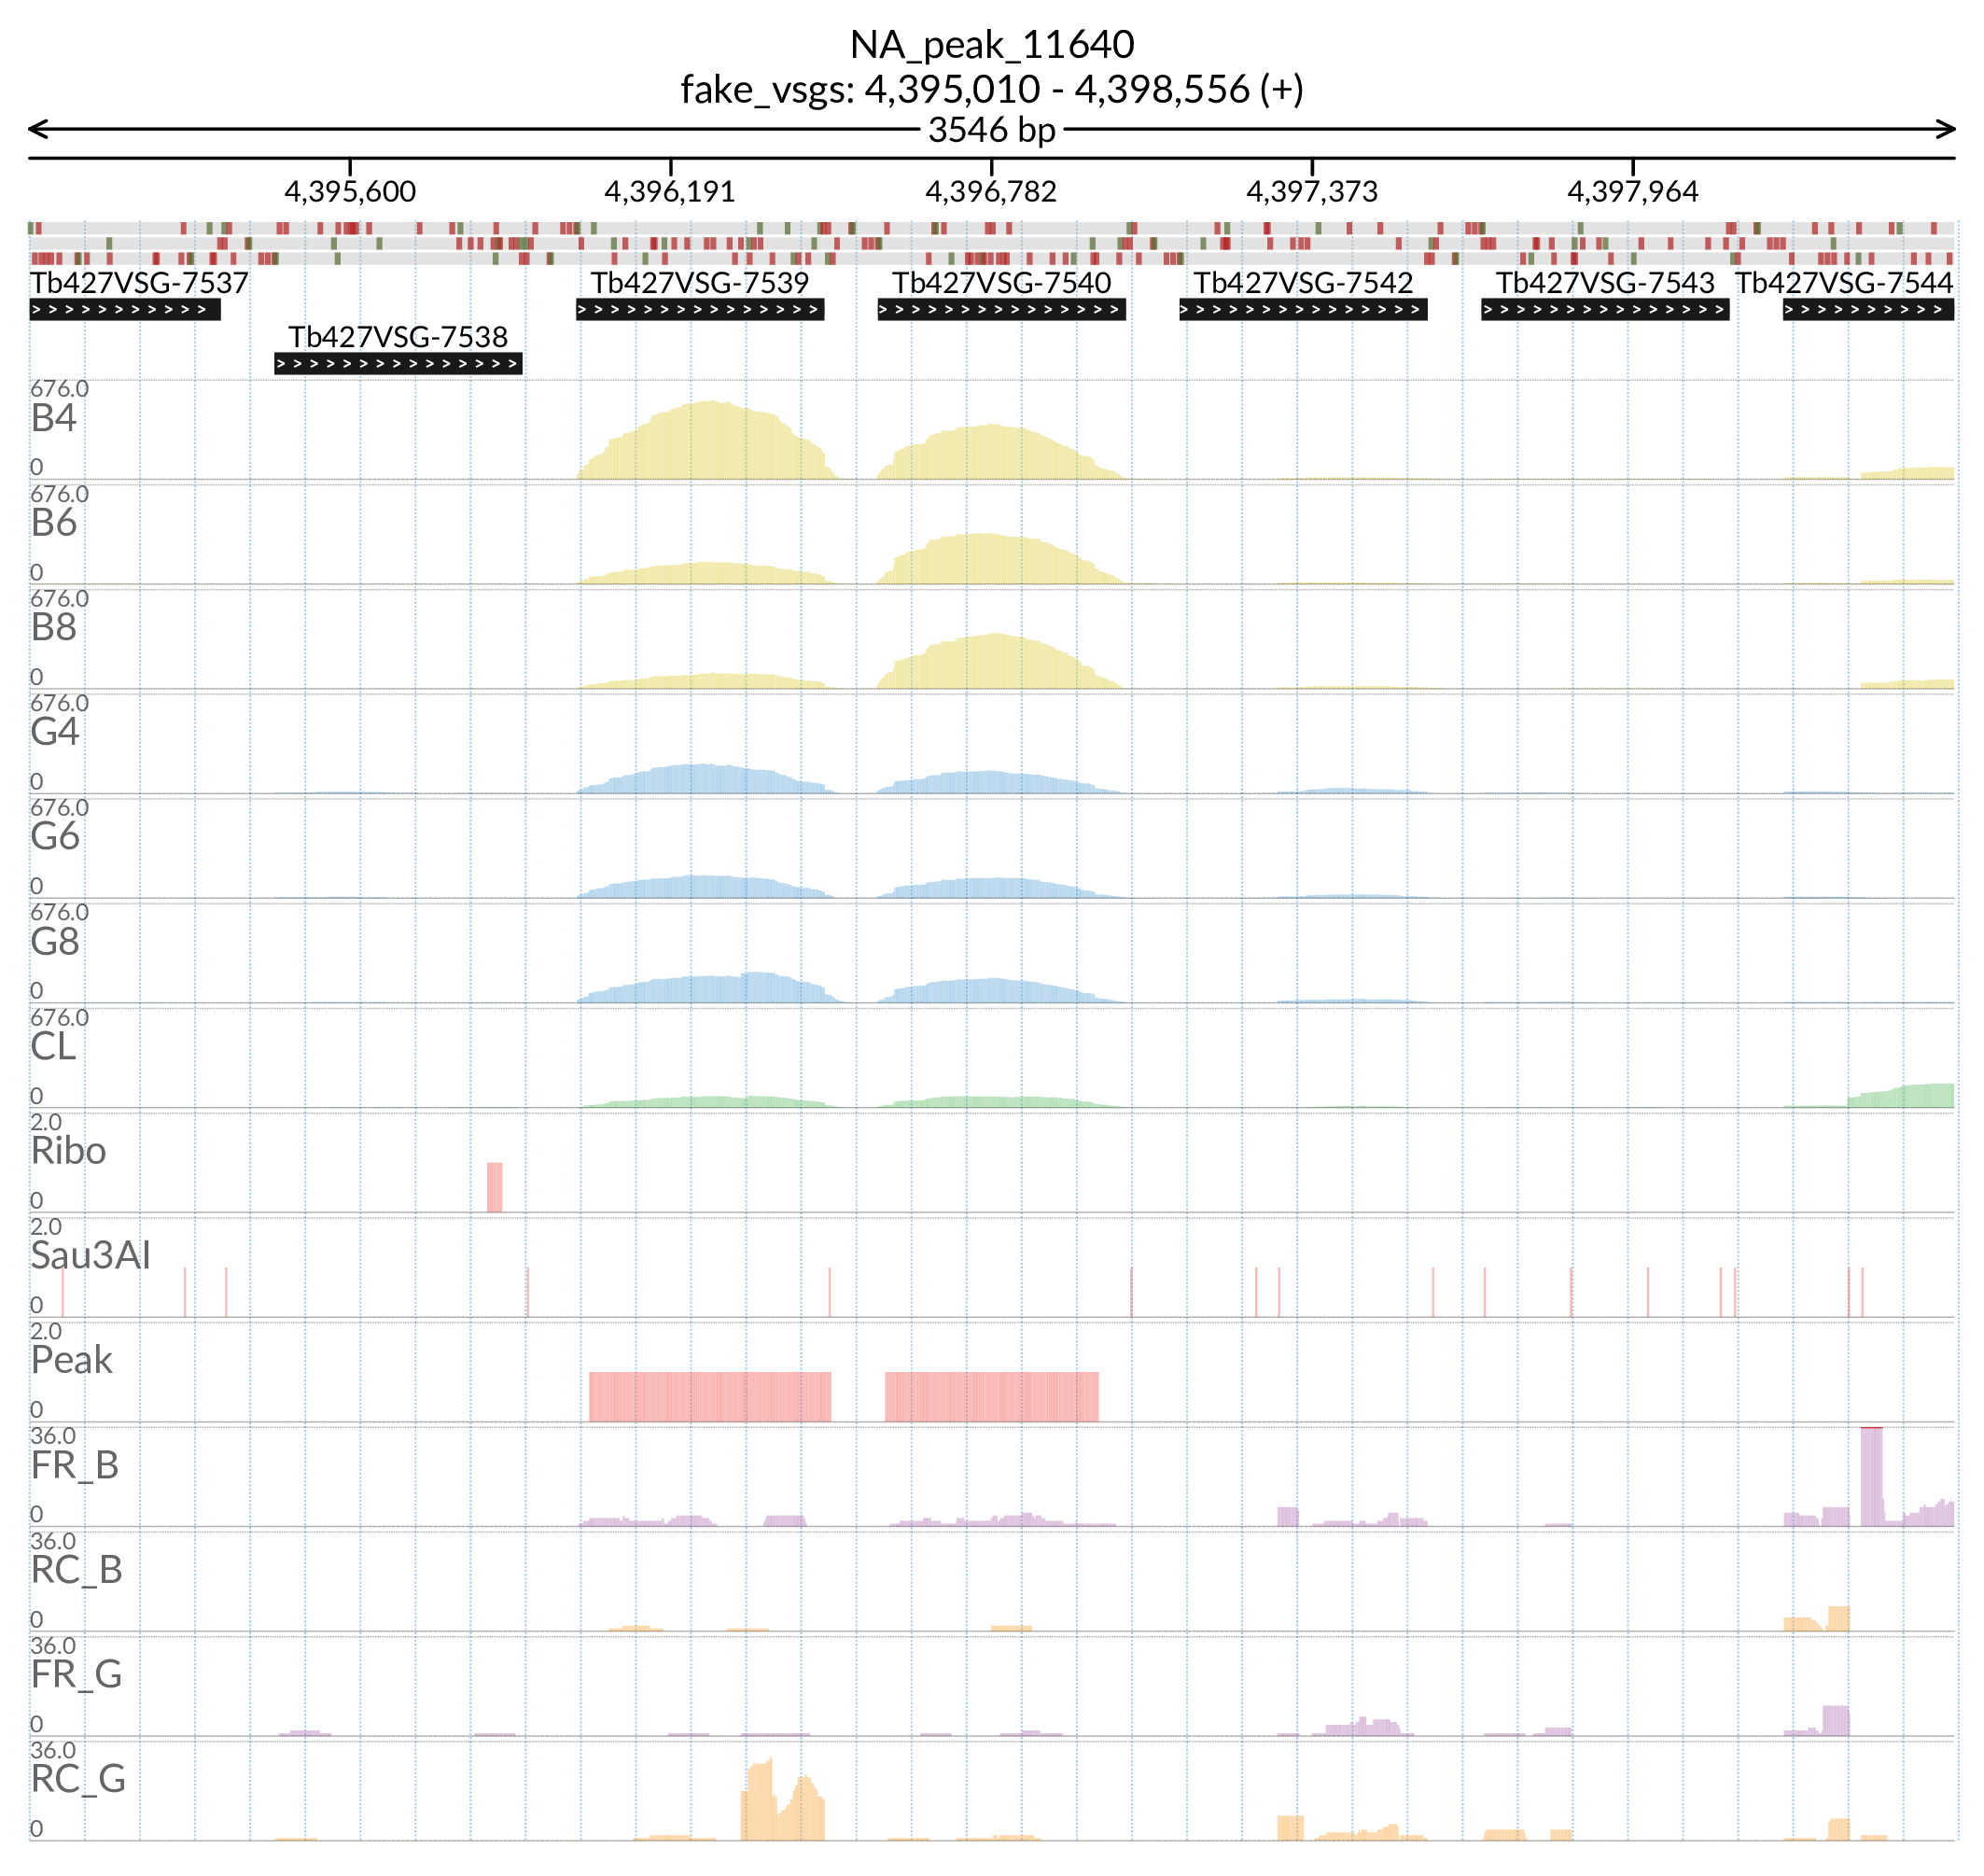 NA_peak_11640
fake_vsgs: 4,395,010 - 4,398,556 (+)
3546 bp
4,395,600 4,396,191 4,396,782 4,397,373 4,397,964
Tb427VSG-7537 Tb427VSG-7539 Tb427VSG-7540 Tb427VSG-7542 Tb427VSG-7543 Tb427VSG-7544
Tb427VSG-7538
676.0
B4
0
676.0
B6
0
676.0
B8
0
676.0
G4
0
676.0
G6
0
676.0
G8
0
676.0
CL
0
2.0
Ribo
0
2.0
Sau3AI
0
2.0
Peak
0
36.0
FR_B
0
36.0
RC_B
0
36.0
FR_G
0
36.0
RC_G
0